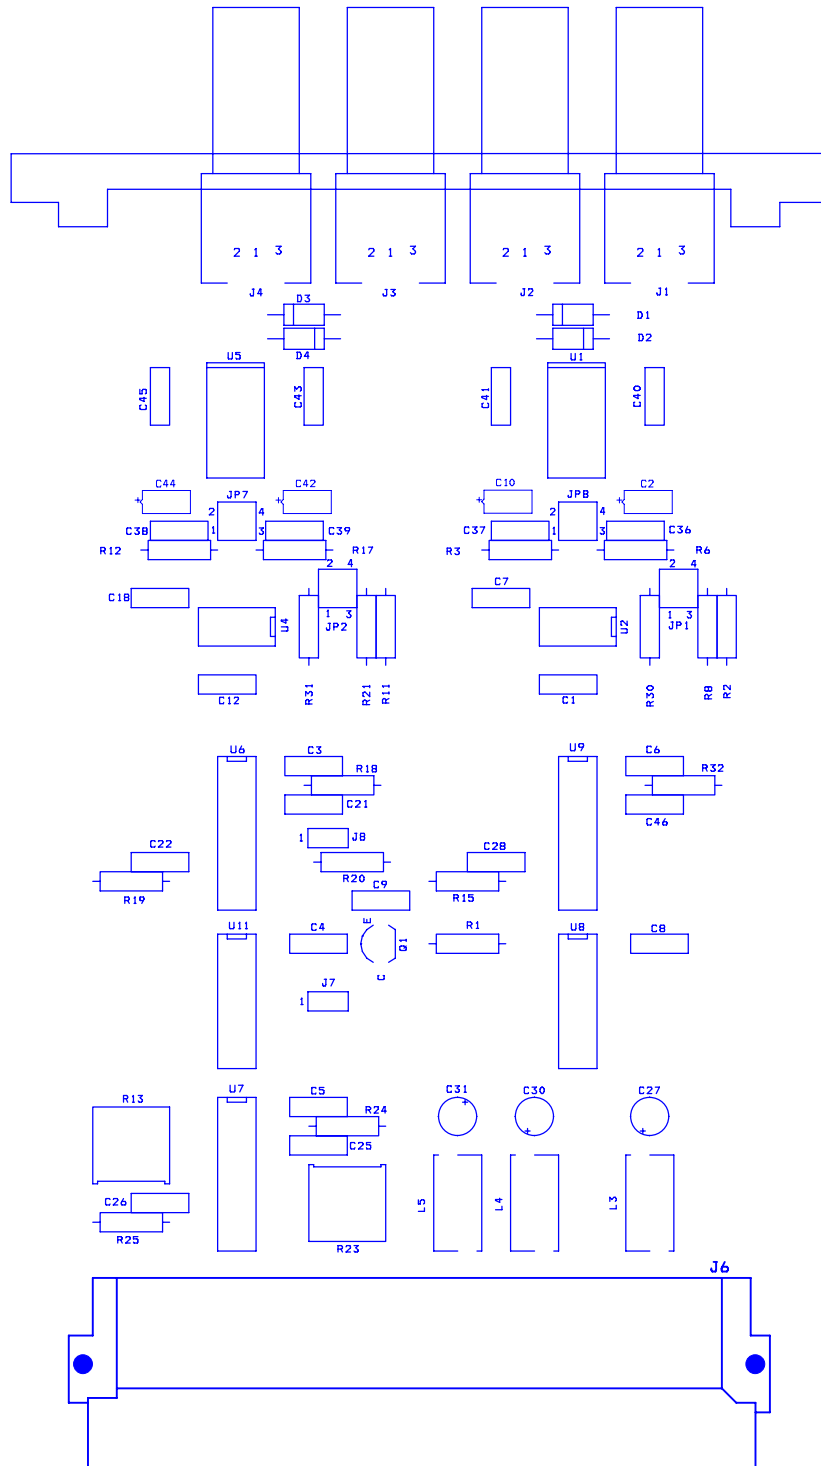 2 1 3 2 1 3 2 1 3 2 1 3
J4 J3 J2 J1
D3
D1
D2
D4
U5 U1
C45 C43 C41 C40
C44 C42 C10 C2
+ + + +
JP7 JP8
2 4 2 4
C38 1 3 C39 C37 1 3 C36
R12 R17 R3 R6
2 4 2 4
C18 C7
U4 1 3 U2 1 3
JP2 JP1
R31 R21 R11 R30 R8 R2
C12 C1
U6 C3 U9 C6
R18 R32
C21 C46
1 J8
C22 C28
R20
C9
R19 R15
E
U11 C4 R1 U8 C8
Q1
C
J7
1
U7 C5 C31 C30 C27
R13 + R24
+ +
C25
C26 L5 L4 L3
R25 R23
J6